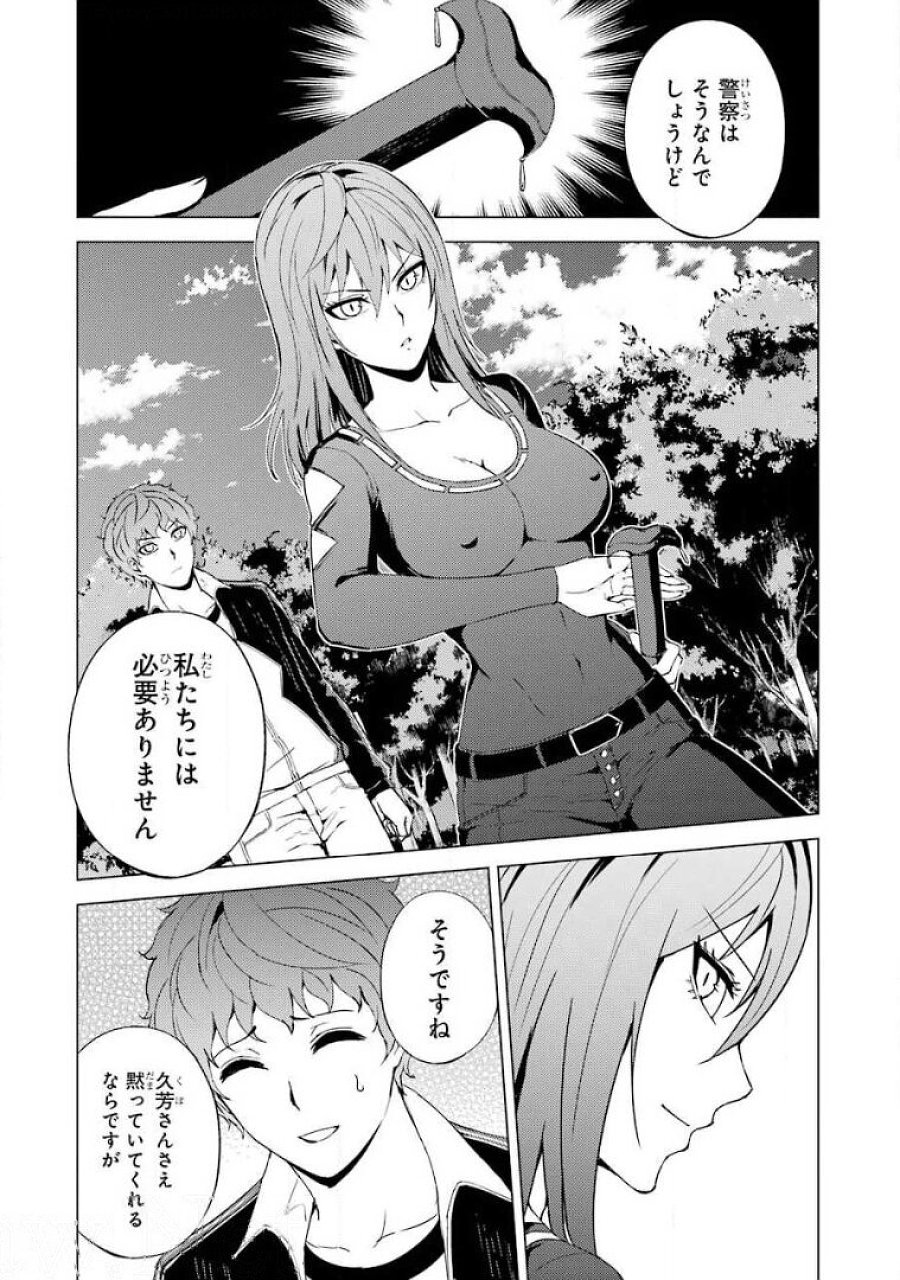 警察は
そうなんで
しょうけど
私たちには
必要ありません
そうですね
久芳さんさえ
黙っていてくれる
ならですが